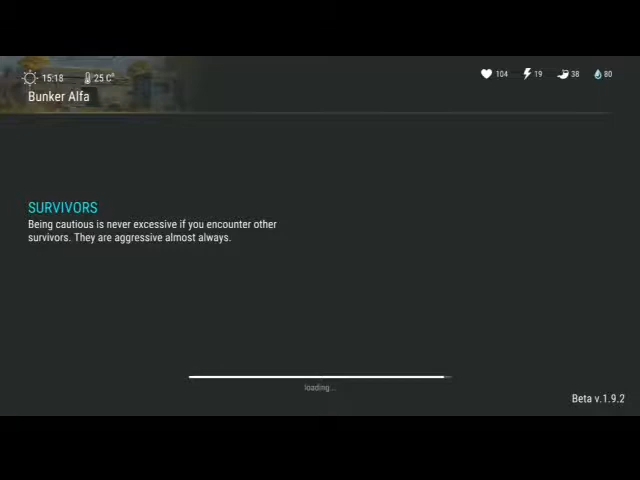 15:18 25 C° 104 19 38 80
Bunker Alfa
SURVIVORS
Being cautious is never excessive if you encounter other
survivors. They are aggressive almost always.
loading...
Beta v.1.9.2